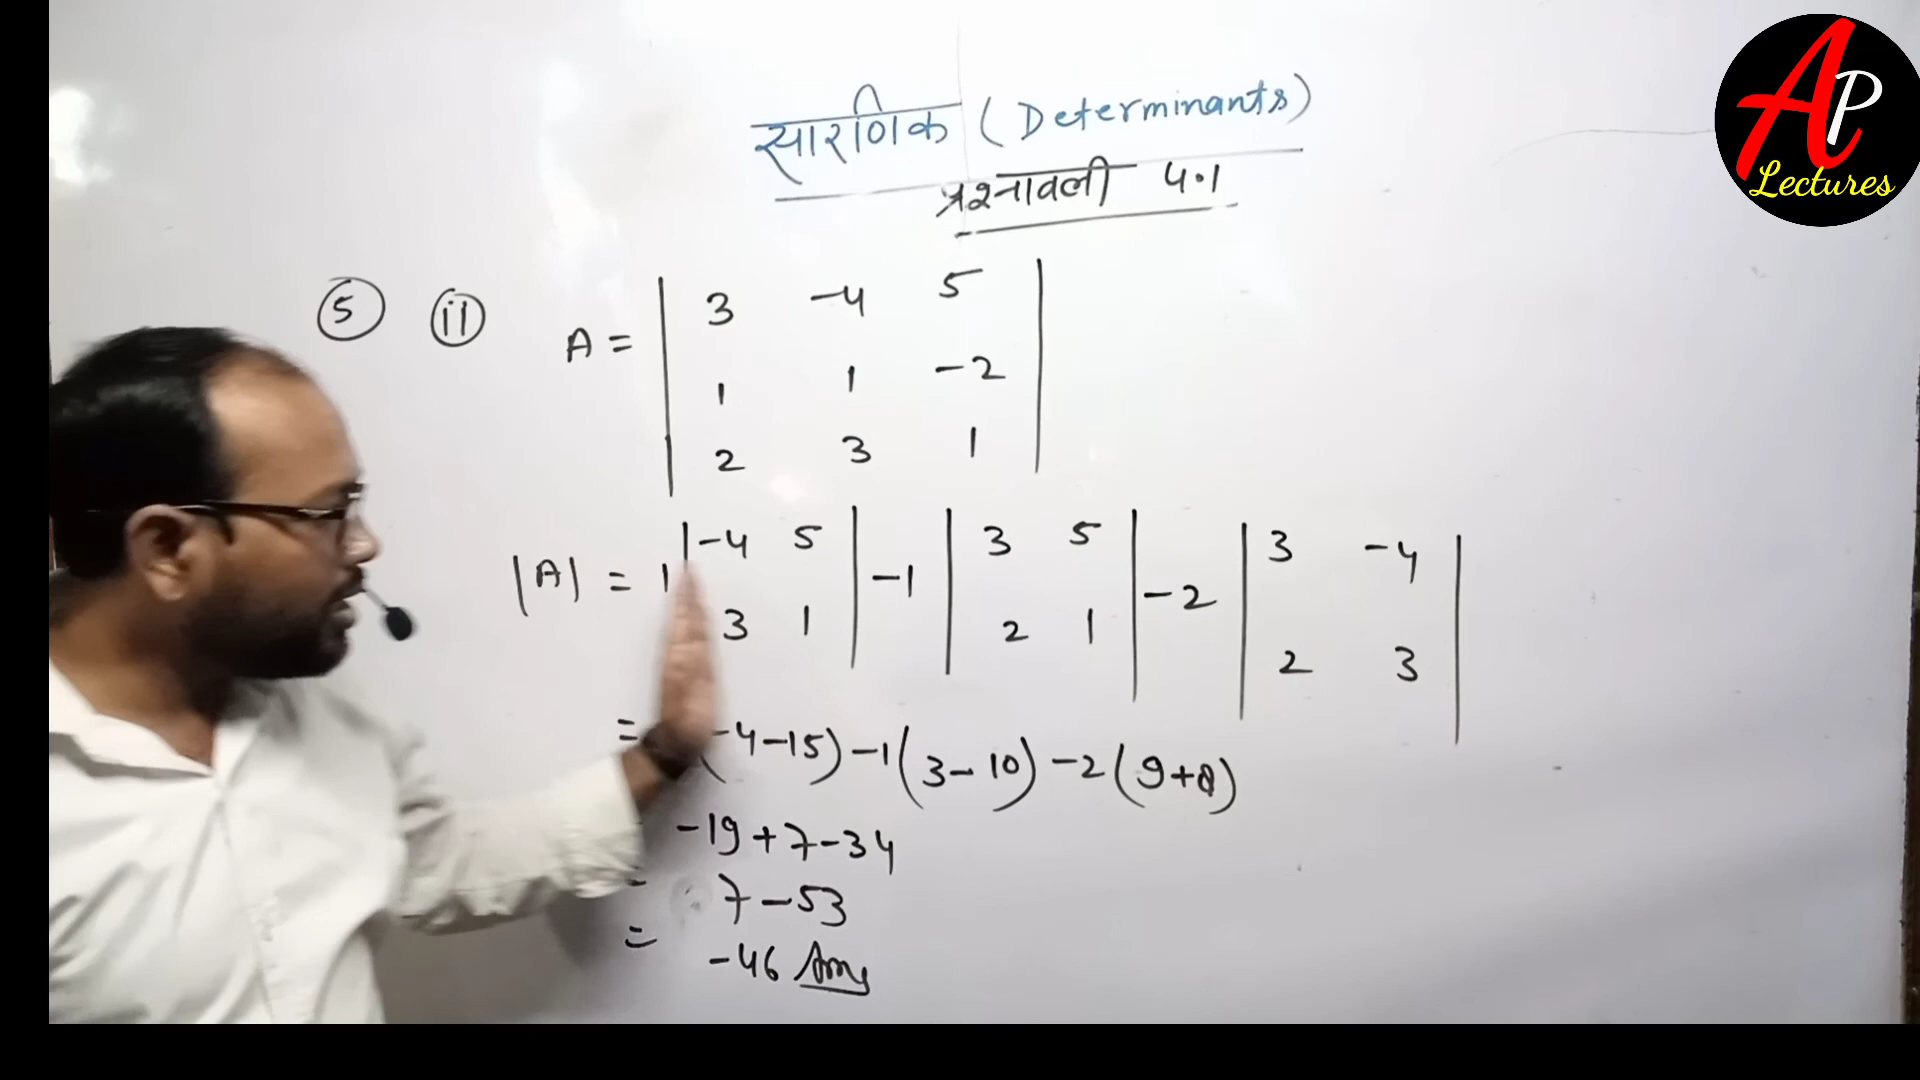 AP
Lectures
सारणिक (Determinants)
प्रश्नावली 4.1
5 ii A = | 3 -4 5 |
1 1 -2
2 3 1
|A| = 1 | -4 5 | -1 | 3 5 | -2 | 3 -4 |
3 1 2 1 2 3
= (-4-15) -1 (3-10) -2 (9+8)
-19+7-34
= 7-53
= -46 Ans